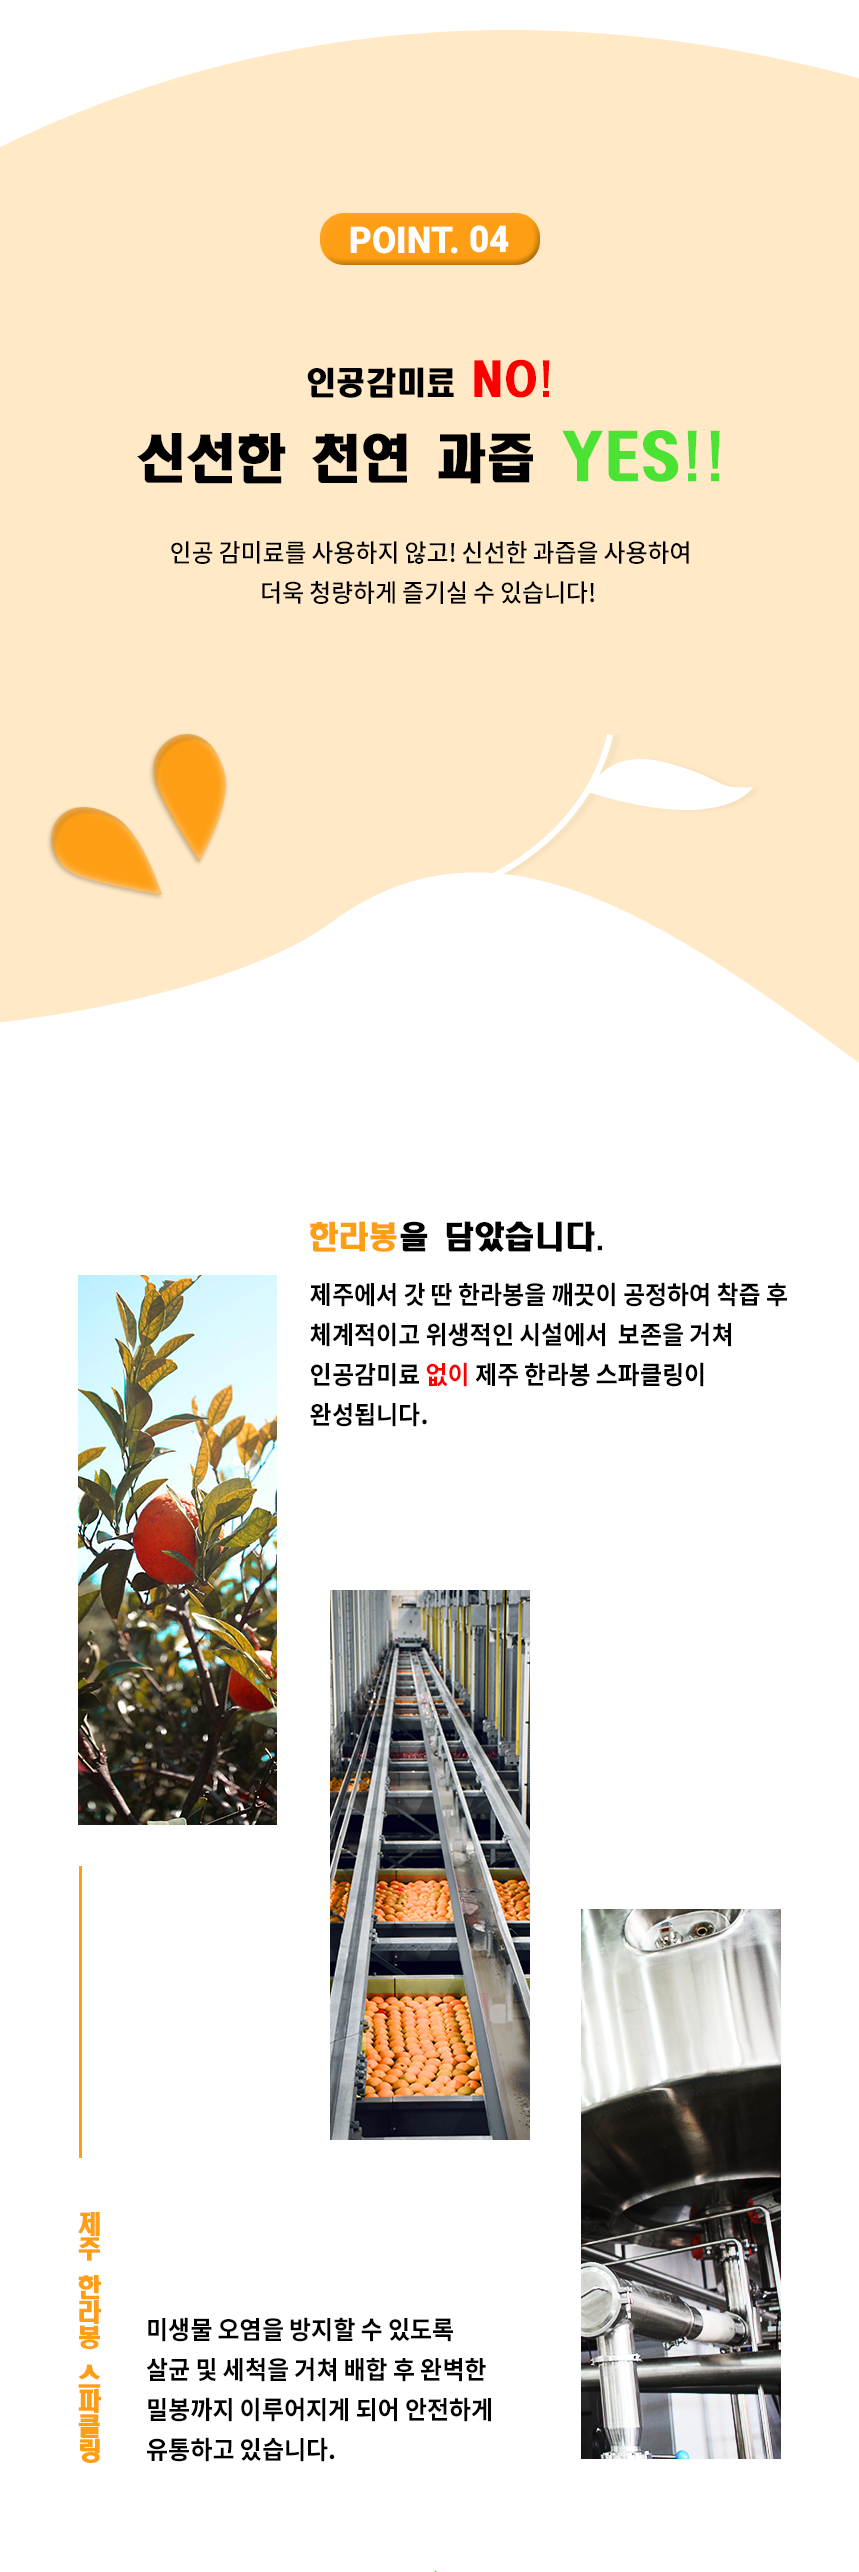 POINT. 04
인공감미료 NO!
신선한 천연 과즙 YES!!
인공 감미료를 사용하지 않고! 신선한 과즙을 사용하여
더욱 청량하게 즐기실 수 있습니다!
한라봉을 담았습니다.
제주에서 갓 딴 한라봉을 깨끗이 공정하여 착즙 후
체계적이고 위생적인 시설에서 보존을 거쳐
인공감미료 없이 제주 한라봉 스파클링이
완성됩니다.
제주 한라봉 스파클링
미생물 오염을 방지할 수 있도록
살균 및 세척을 거쳐 배합 후 완벽한
밀봉까지 이루어지게 되어 안전하게
유통하고 있습니다.